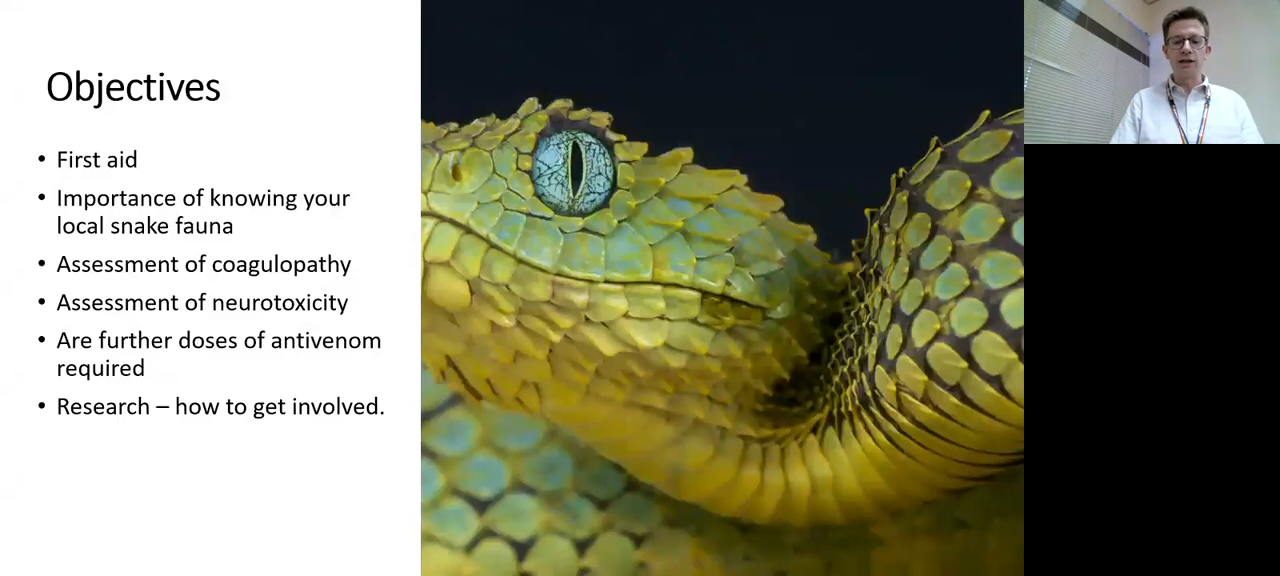 Objectives
• First aid
• Importance of knowing your
local snake fauna
• Assessment of coagulopathy
• Assessment of neurotoxicity
• Are further doses of antivenom
required
• Research – how to get involved.